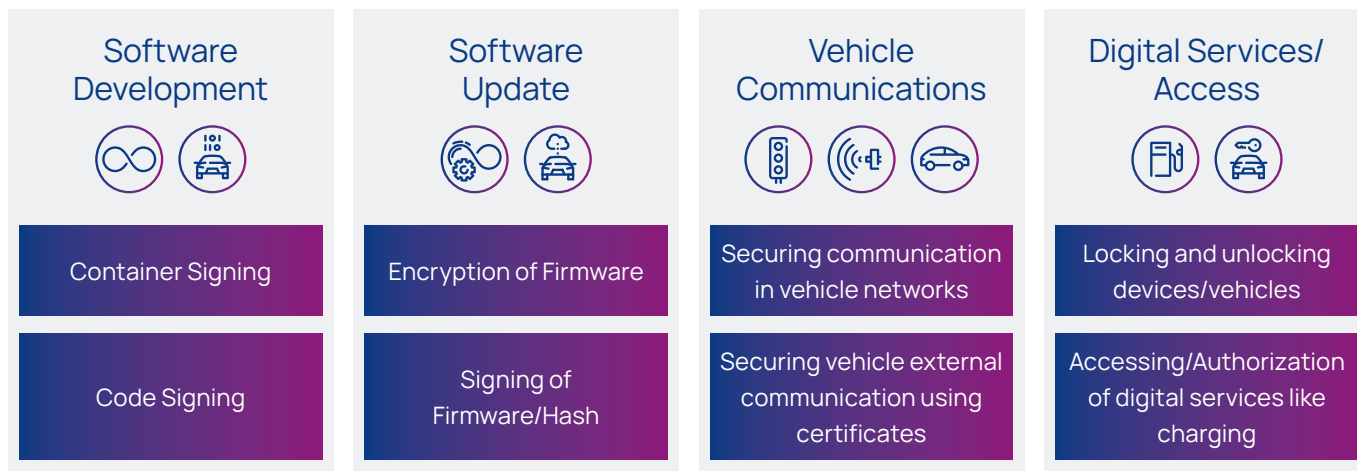 Software
Development
Container Signing
Code Signing
Software
Update
Encryption of Firmware
Signing of
Firmware/Hash
Vehicle
Communications
Securing communication
in vehicle networks
Securing vehicle external
communication using
certificates
Digital Services/
Access
Locking and unlocking
devices/vehicles
Accessing/Authorization
of digital services like
charging